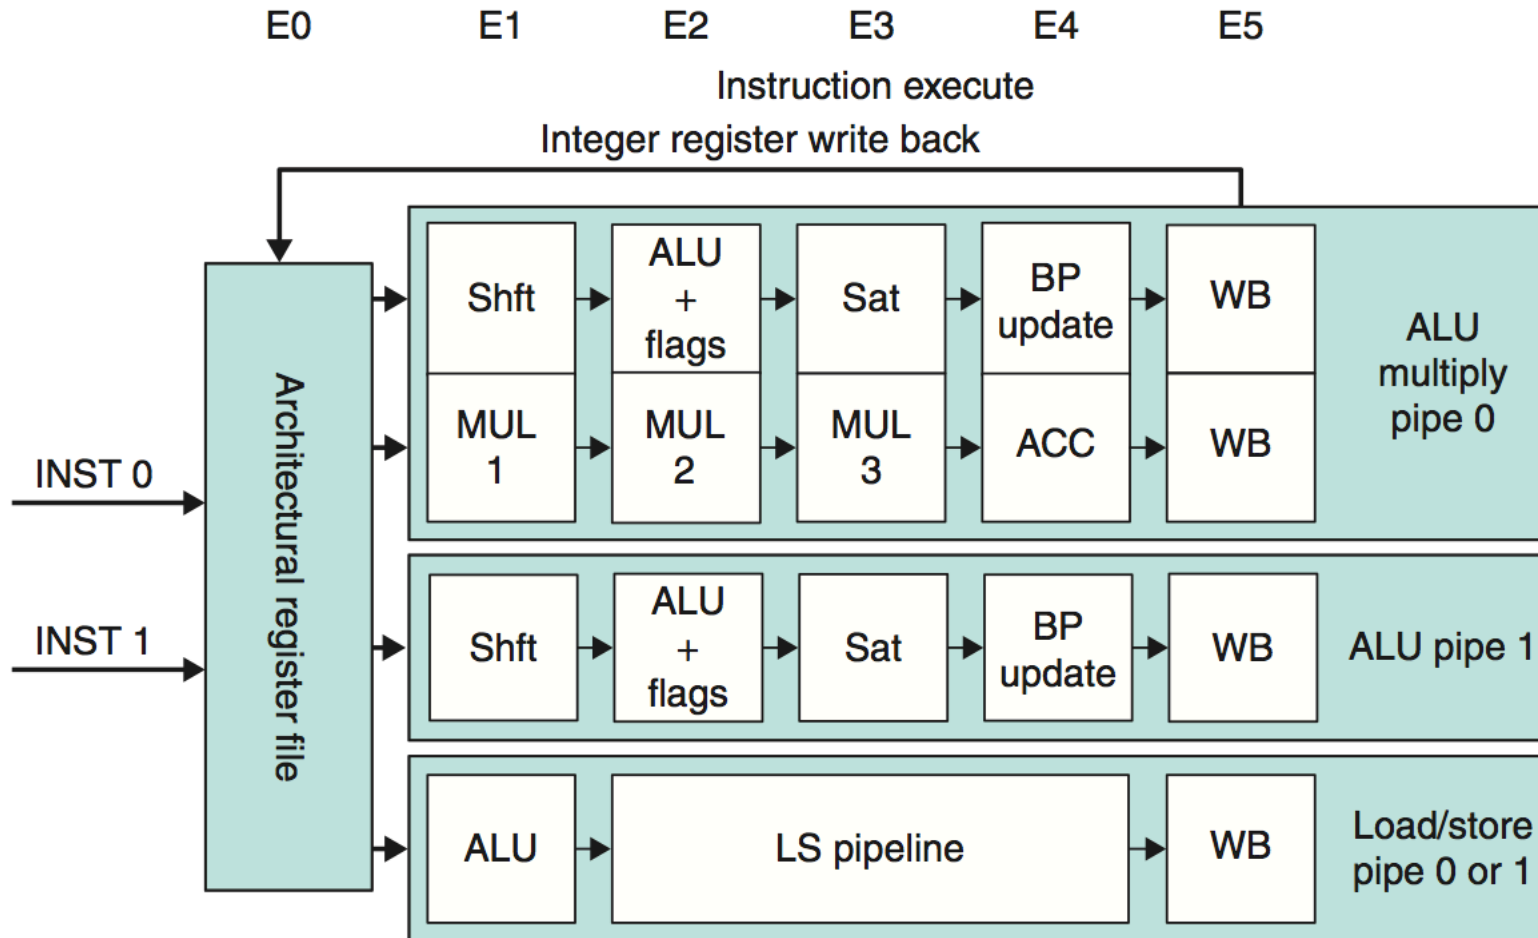 E0 E1 E2 E3 E4 E5
Instruction execute
Integer register write back
INST 0
INST 1
Architectural register file
Shft
ALU
+
flags
Sat
BP
update
WB
MUL
1
MUL
2
MUL
3
ACC
WB
ALU
multiply
pipe 0
Shft
ALU
+
flags
Sat
BP
update
WB
ALU pipe 1
ALU
LS pipeline
WB
Load/store
pipe 0 or 1